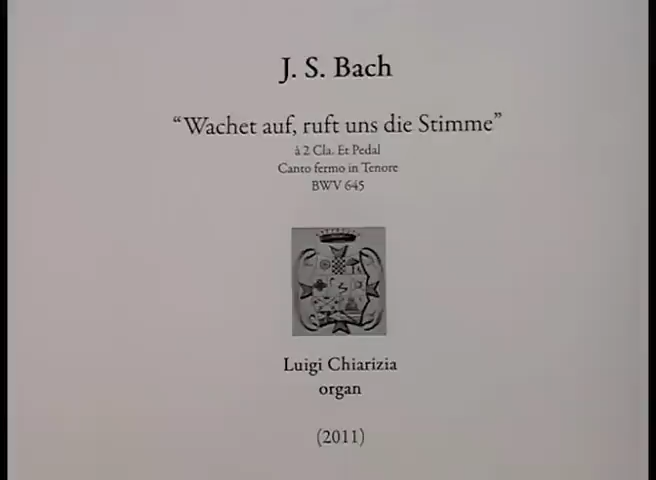 J. S. Bach
“Wachet auf, ruft uns die Stimme”
à 2 Cla. Et Pedal
Canto fermo in Tenore
BWV 645
Luigi Chiarizia
organ
(2011)